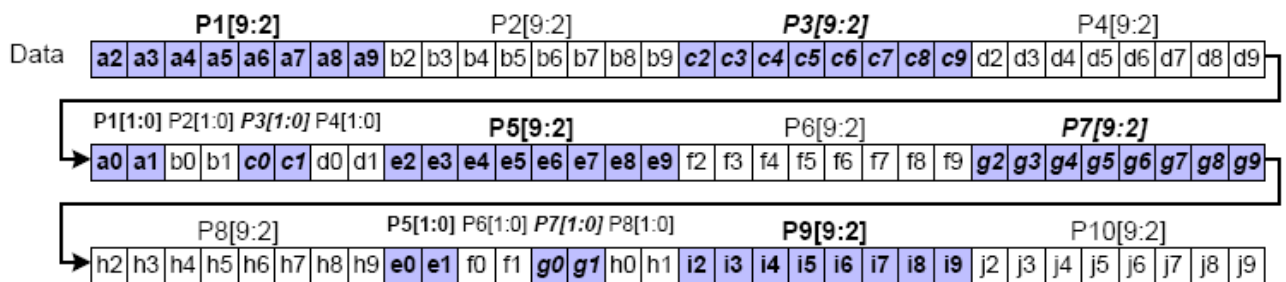 P1[9:2] P2[9:2] P3[9:2] P4[9:2]
Data a2 a3 a4 a5 a6 a7 a8 a9 b2 b3 b4 b5 b6 b7 b8 b9 c2 c3 c4 c5 c6 c7 c8 c9 d2 d3 d4 d5 d6 d7 d8 d9
P1[1:0] P2[1:0] P3[1:0] P4[1:0] P5[9:2] P6[9:2] P7[9:2]
a0 a1 b0 b1 c0 c1 d0 d1 e2 e3 e4 e5 e6 e7 e8 e9 f2 f3 f4 f5 f6 f7 f8 f9 g2 g3 g4 g5 g6 g7 g8 g9
P8[9:2] P5[1:0] P6[1:0] P7[1:0] P8[1:0] P9[9:2] P10[9:2]
h2 h3 h4 h5 h6 h7 h8 h9 e0 e1 f0 f1 g0 g1 h0 h1 i2 i3 i4 i5 i6 i7 i8 i9 j2 j3 j4 j5 j6 j7 j8 j9